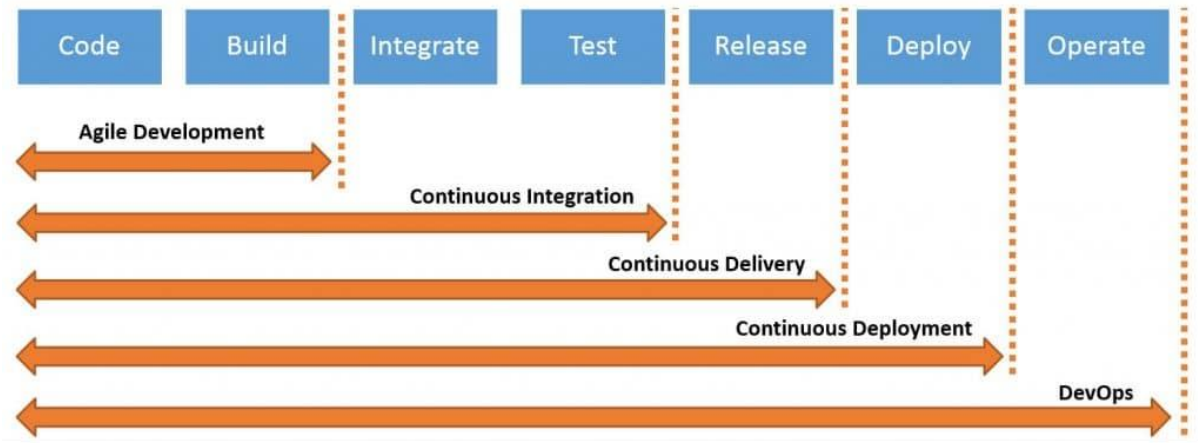 Code
Build
Integrate
Test
Release
Deploy
Operate
Agile Development
Continuous Integration
Continuous Delivery
Continuous Deployment
DevOps